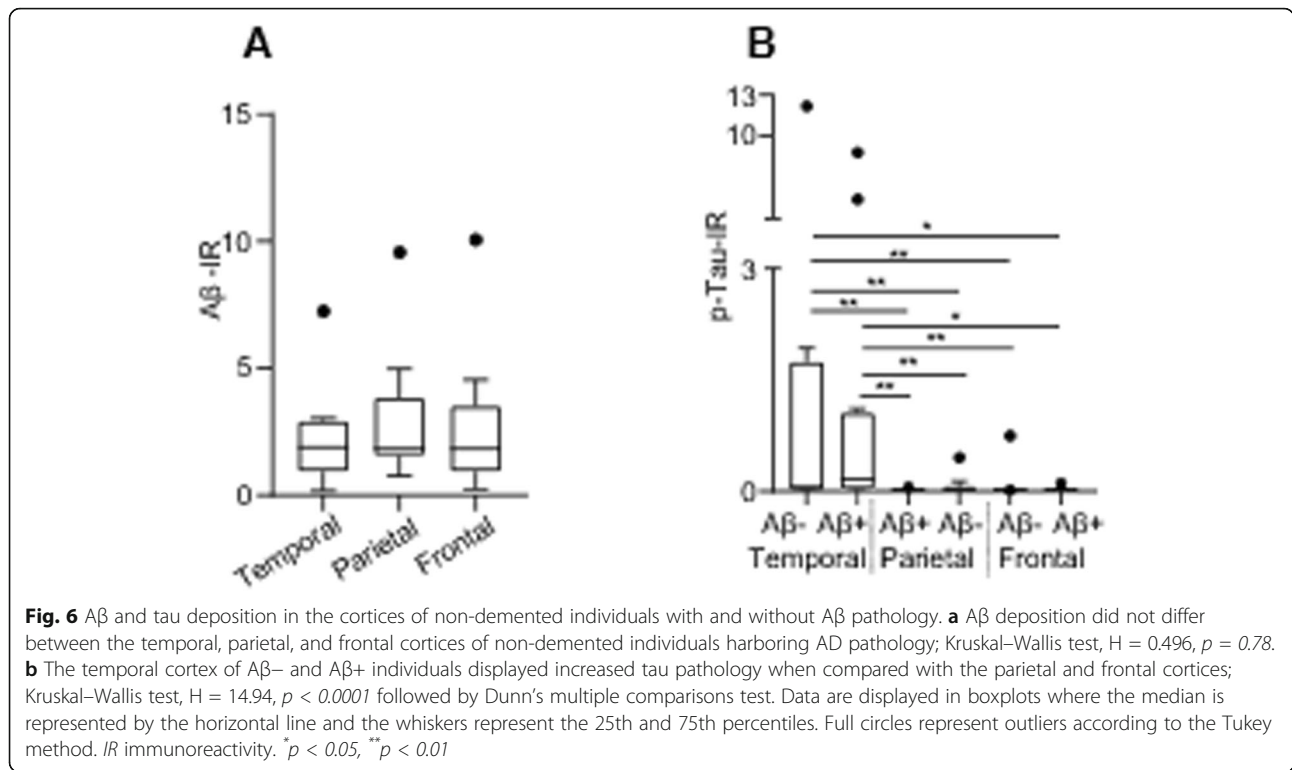 A
15
10
5
0
Aβ -IR
Temporal
Parietal
Frontal
B
13
10
3
0
p-Tau-IR
*
**
**
**
*
**
**
**
Aβ- Aβ+ Aβ+ Aβ- Aβ- Aβ+
Temporal Parietal Frontal
Fig. 6 Aβ and tau deposition in the cortices of non-demented individuals with and without Aβ pathology. a Aβ deposition did not differ
between the temporal, parietal, and frontal cortices of non-demented individuals harboring AD pathology; Kruskal–Wallis test, H = 0.496, p = 0.78.
b The temporal cortex of Aβ− and Aβ+ individuals displayed increased tau pathology when compared with the parietal and frontal cortices;
Kruskal–Wallis test, H = 14.94, p < 0.0001 followed by Dunn's multiple comparisons test. Data are displayed in boxplots where the median is
represented by the horizontal line and the whiskers represent the 25th and 75th percentiles. Full circles represent outliers according to the Tukey
method. IR immunoreactivity. *p < 0.05, **p < 0.01